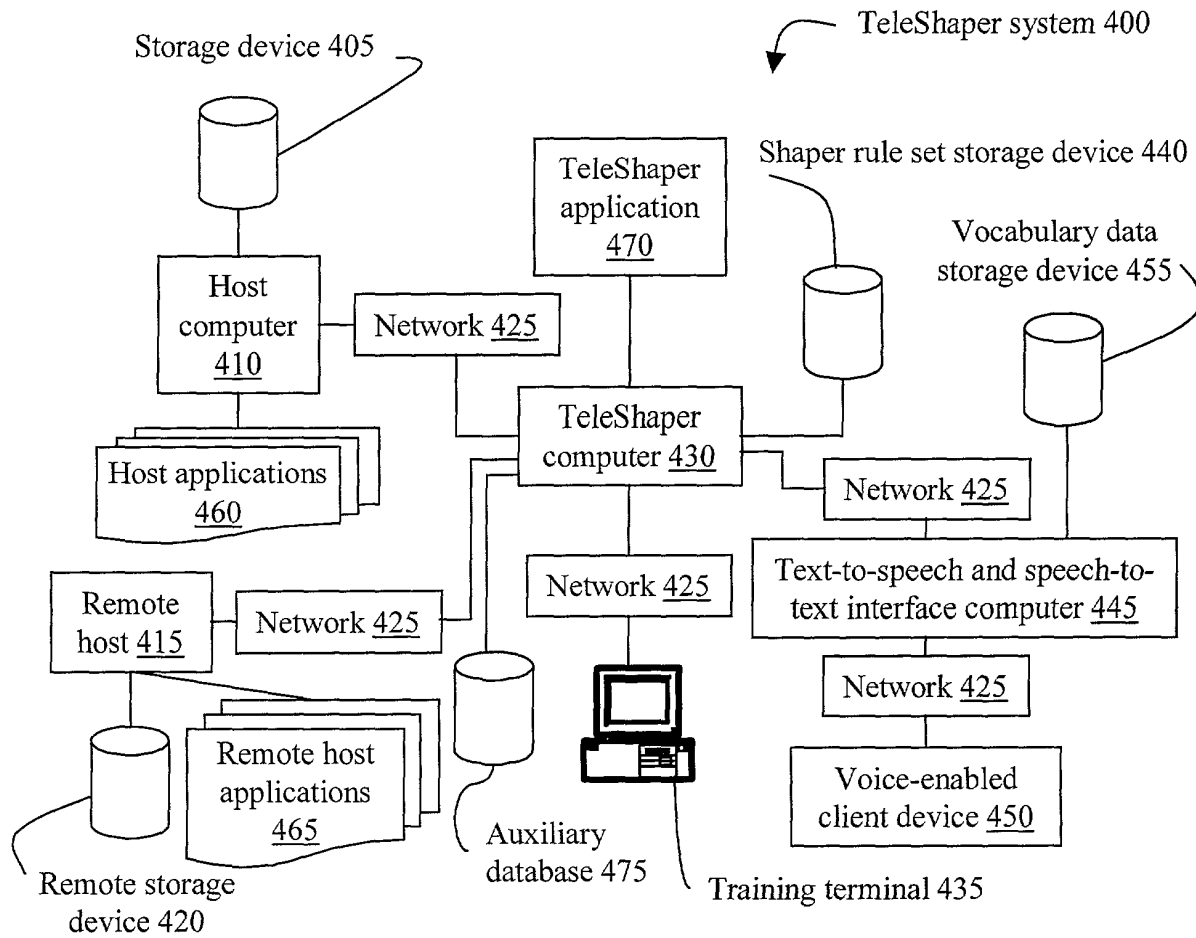 TeleShaper system 400
Storage device 405
Shaper rule set storage device 440
TeleShaper
application
470
Vocabulary data
storage device 455
Host
computer
410
Network 425
TeleShaper
computer 430
Host applications
460
Network 425
Text-to-speech and speech-to-
text interface computer 445
Remote
host 415
Network 425
Network 425
Network 425
Remote host
applications
465
Voice-enabled
client device 450
Auxiliary
database 475
Training terminal 435
Remote storage
device 420